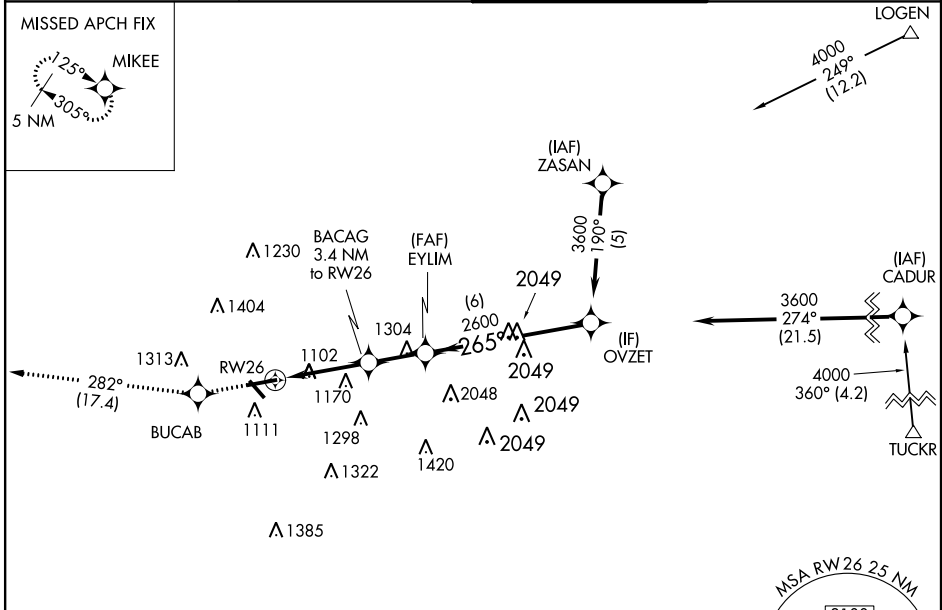 MISSED APCH FIX
MIKEE
125°
305°
5 NM
LOGEN
4000
249°
(12.2)
(IAF)
ZASAN
3600
190°
(5)
BACAG
3.4 NM
to RW26
(FAF)
EYLIM
1230
1404
1313
RW26
1102
1304
(6)
2600
265°
2049
2049
(IF)
OVZET
(IAF)
CADUR
3600
274°
(21.5)
4000
360° (4.2)
TUCKR
282°
(17.4)
BUCAB
1111
1170
1298
1322
1420
2048
2049
2049
1385
MSA RW26 25 NM